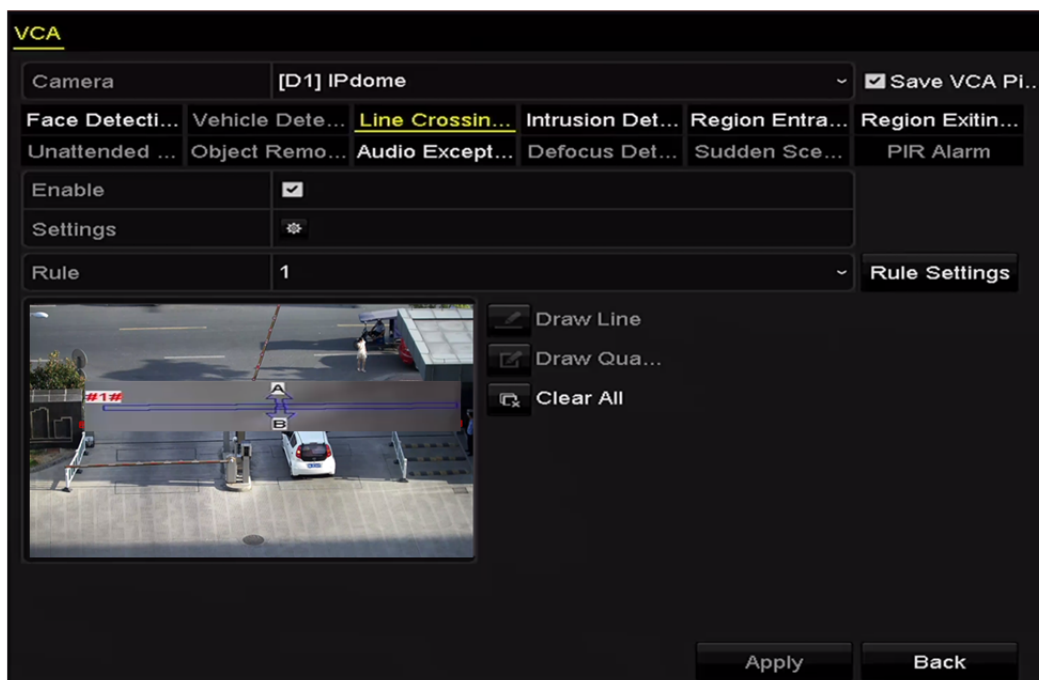 VCA
Camera [D1] IPdome Save VCA Pi..
Face Detecti... Vehicle Dete... Line Crossin... Intrusion Det... Region Entra... Region Exitin...
Unattended ... Object Remo... Audio Except... Defocus Det... Sudden Sce... PIR Alarm
Enable
Settings
Rule 1 Rule Settings
Draw Line
Draw Qua...
Clear All
#1#
A
B
Apply Back